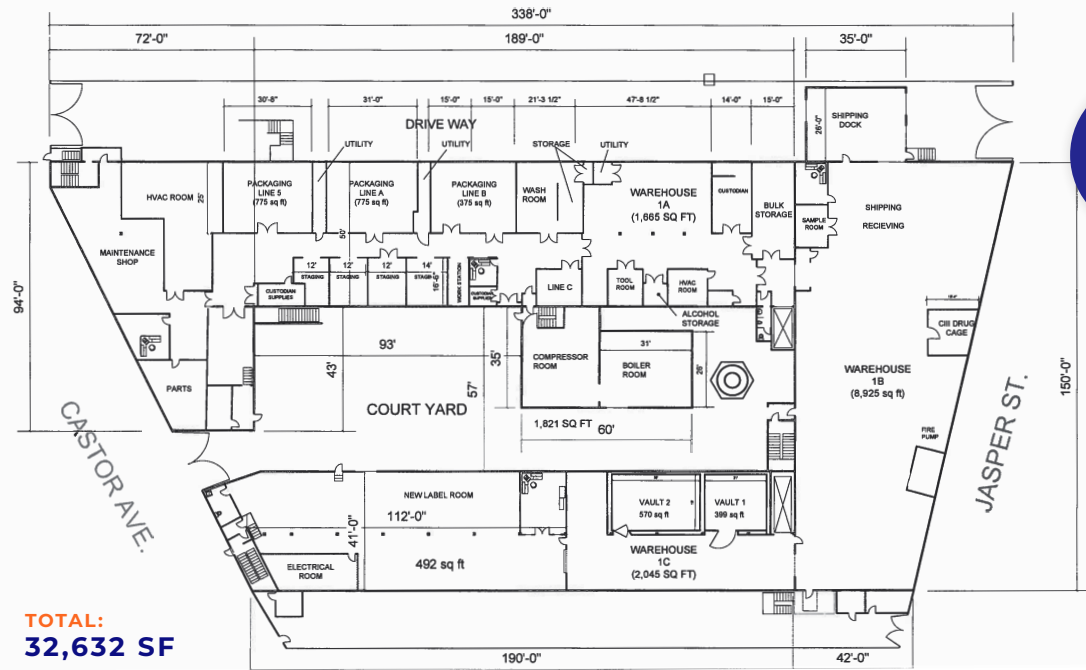 338'-0"
72'-0"
189'-0"
35'-0"
30'-8"
31'-0"
15'-0"
15'-0"
21'-3 1/2"
47'-8 1/2"
14'-0"
15'-0"
DRIVE WAY
26'-0"
SHIPPING
DOCK
UTILITY
UTILITY
STORAGE
UTILITY
HVAC ROOM
25'
PACKAGING
LINE 5
(775 sq ft)
PACKAGING
LINE A
(775 sq ft)
PACKAGING
LINE B
(375 sq ft)
WASH
ROOM
WAREHOUSE
1A
(1,665 SQ FT)
CUSTODIAN
BULK
STORAGE
SAMPLE
ROOM
SHIPPING
RECIEVING
94'-0"
MAINTENANCE
SHOP
50'
12'
STAGING
12'
STAGING
12'
STAGING
14'
STAGING
16'-6"
WORK STATION
CUSTODIAN
SUPPLIES
CUSTODIAN
SUPPLIES
LINE C
TOOL
ROOM
HVAC
ROOM
ALCOHOL
STORAGE
CIII DRUG
CAGE
93'
43'
35'
57'
COMPRESSOR
ROOM
31'
BOILER
ROOM
26'
WAREHOUSE
1B
(8,925 sq ft)
150'-0"
PARTS
COURT YARD
1,821 SQ FT
60'
FIRE
PUMP
CASTOR AVE.
JASPER ST.
NEW LABEL ROOM
112'-0"
41'-0"
492 sq ft
ELECTRICAL
ROOM
VAULT 2
570 sq ft
VAULT 1
399 sq ft
WAREHOUSE
1C
(2,045 SQ FT)
TOTAL:
32,632 SF
190'-0"
42'-0"